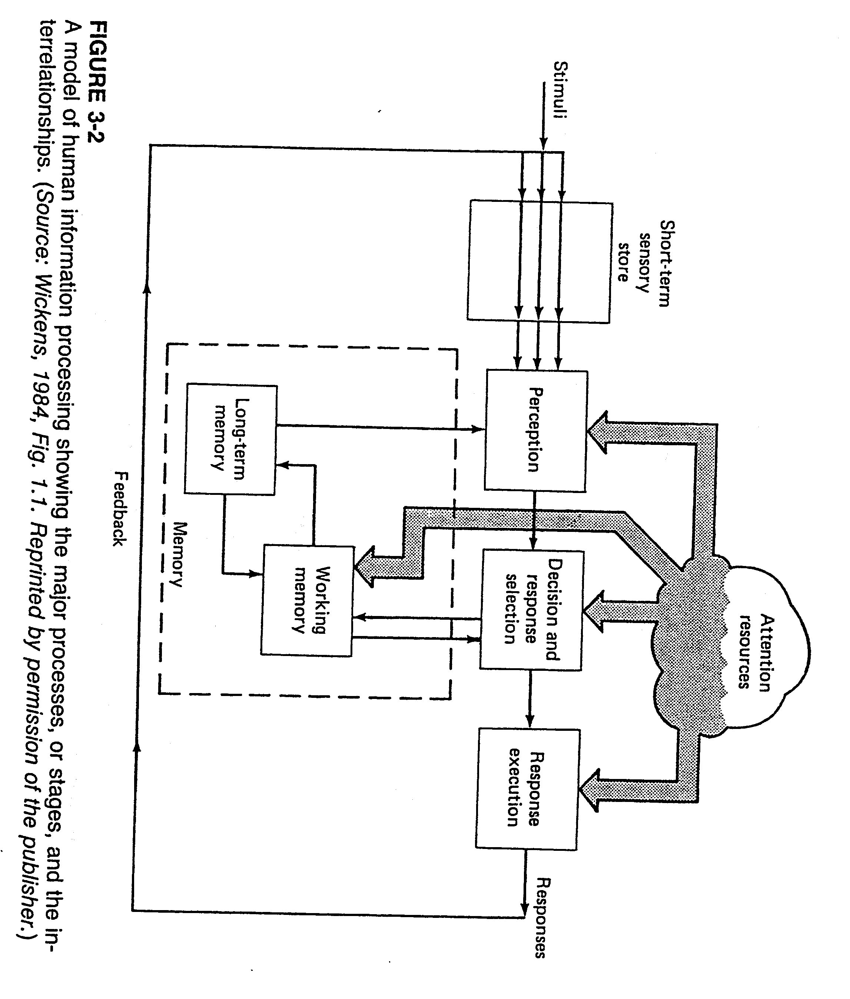 Attention
resources
Short-term
sensory
store
Stimuli
Perception
Decision and
response
selection
Response
execution
Responses
Long-term
memory
Working
memory
Memory
Feedback
FIGURE 3-2
A model of human information processing showing the major processes, or stages, and the in-
terrelationships. (Source: Wickens, 1984, Fig. 1.1. Reprinted by permission of the publisher.)